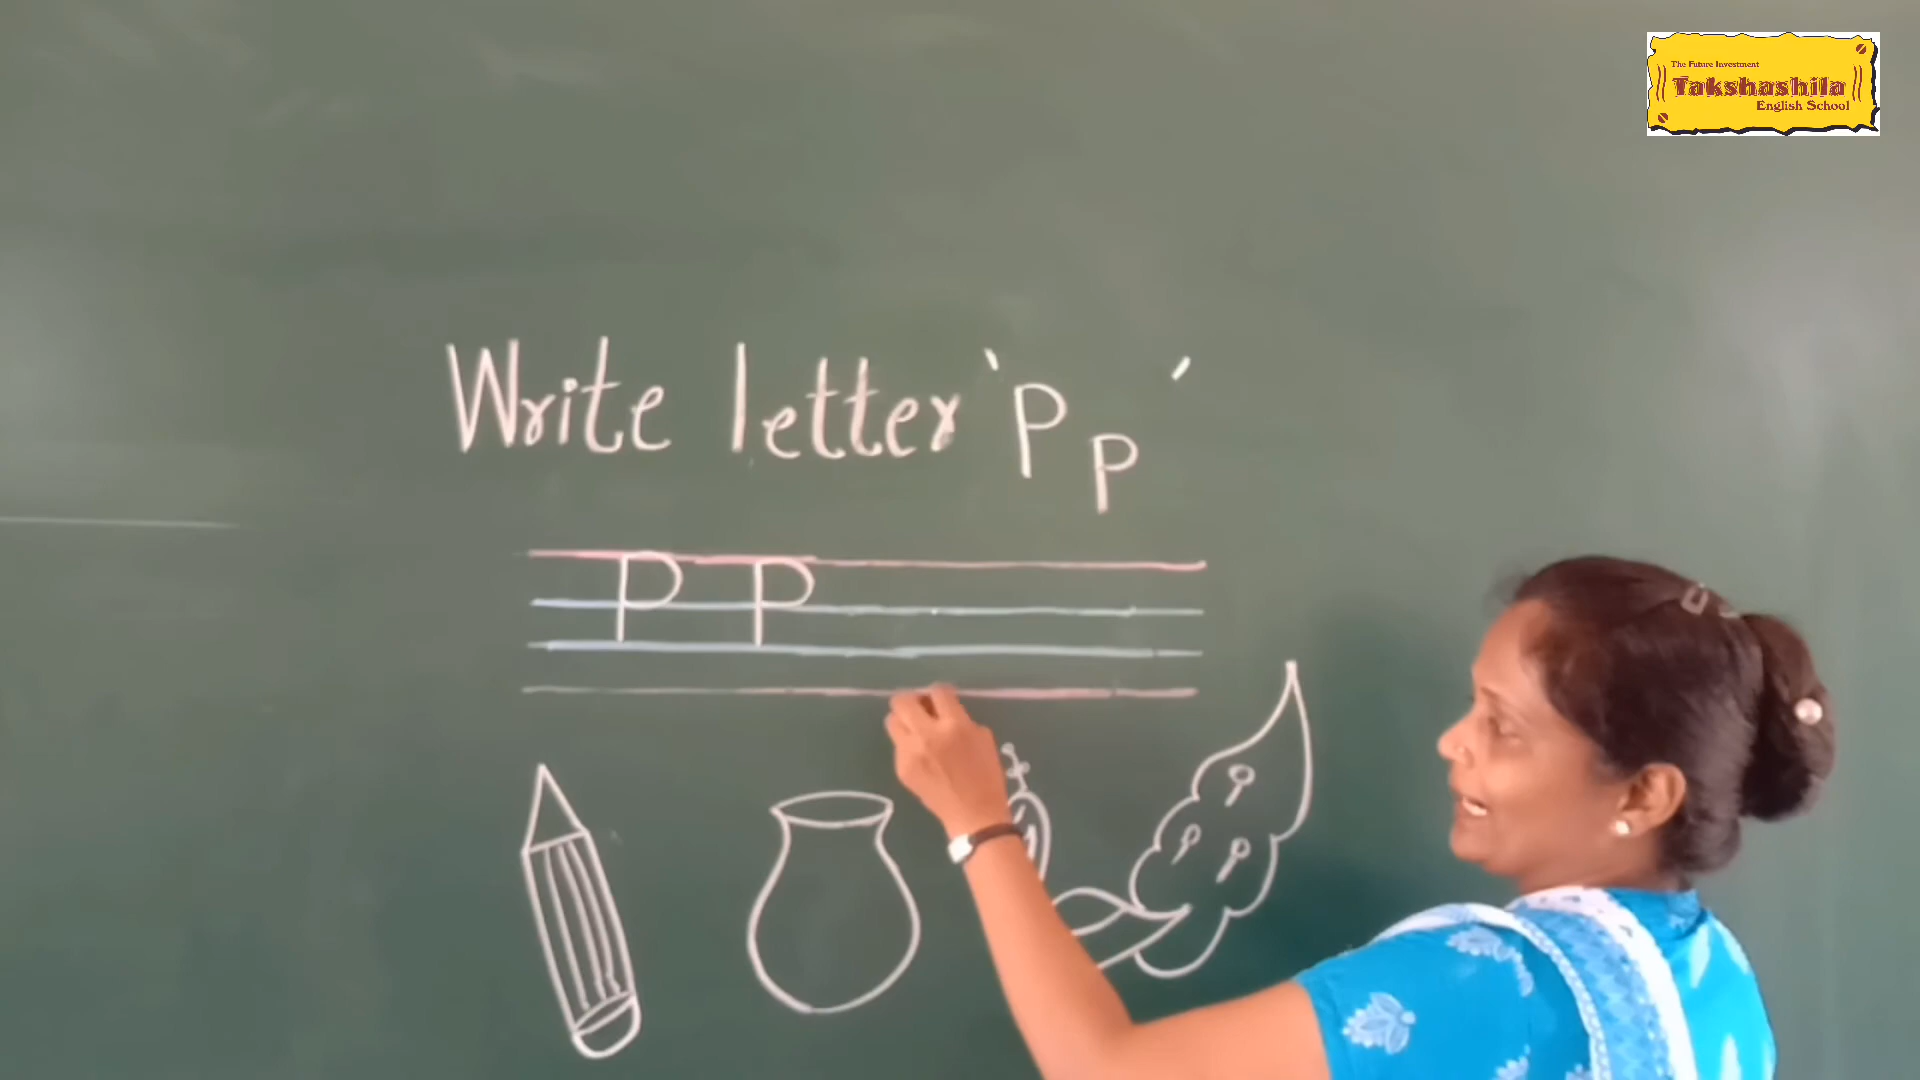 The Future Investment
Takshashila
English School
Write letter 'P p'
P P